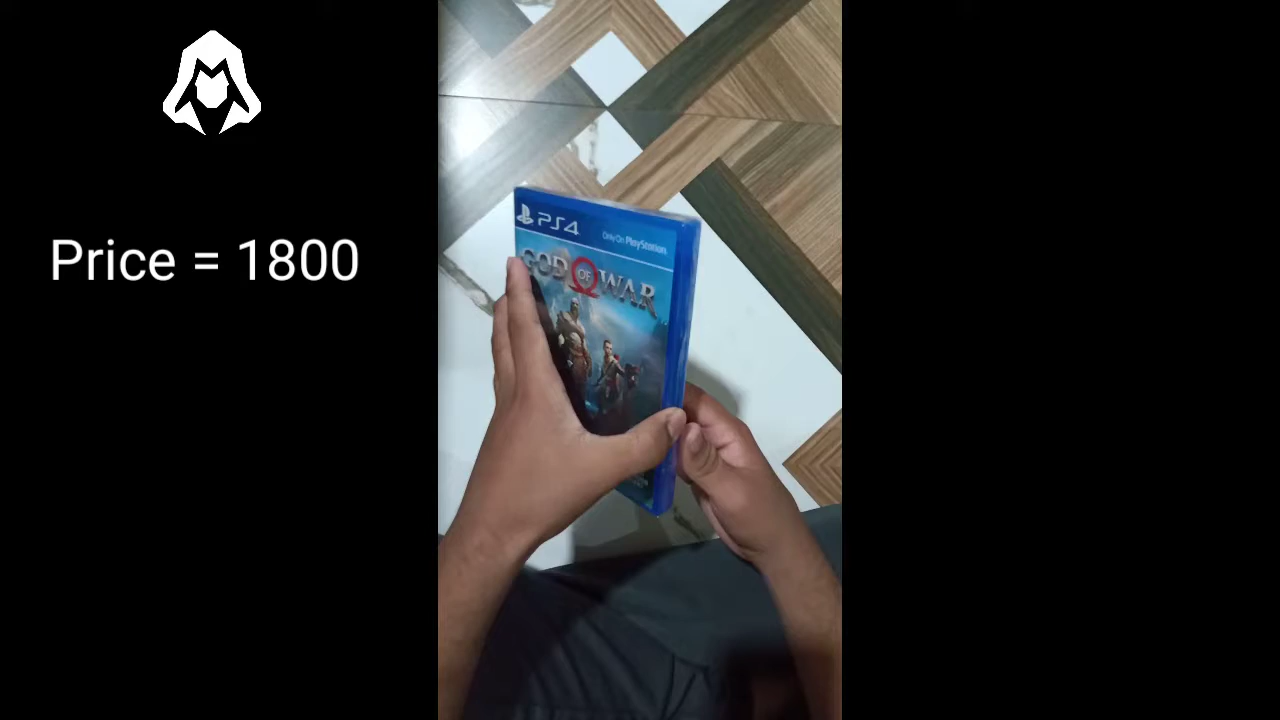 Price = 1800
PS4
Only On PlayStation
GOD OF WAR